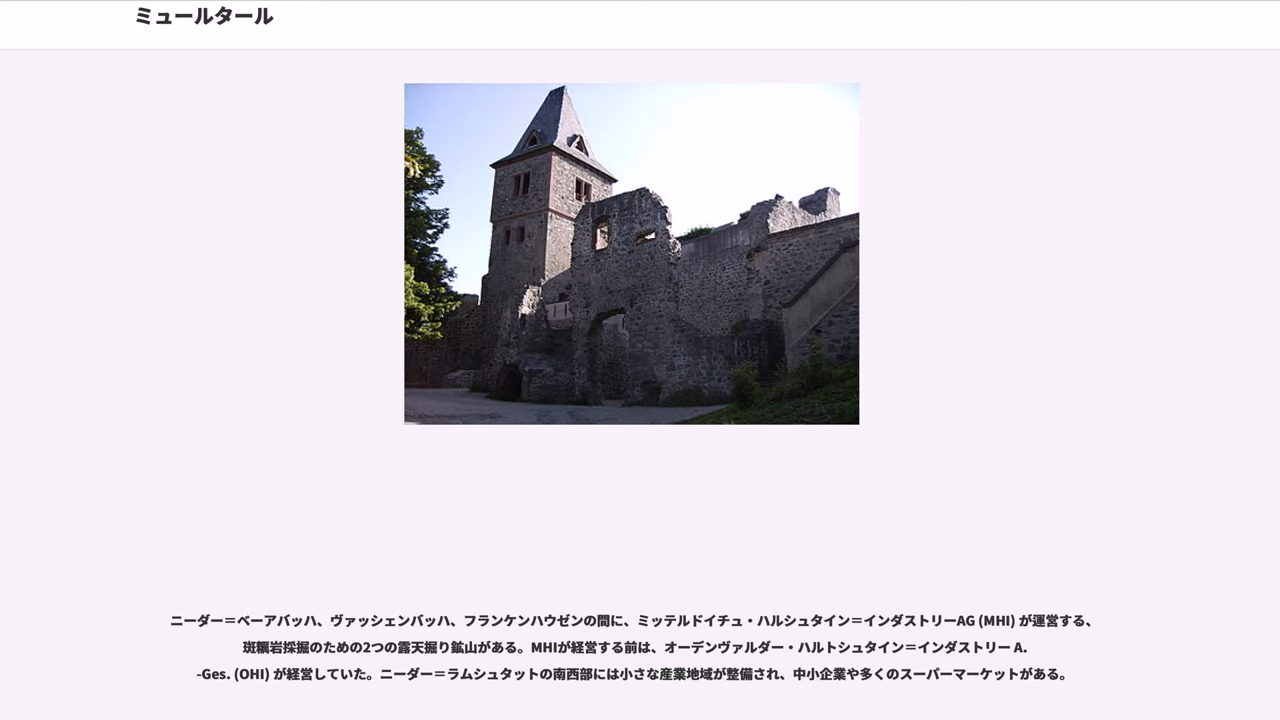 ミュールタール
ニーダー＝ベーアバッハ、ヴァッシェンバッハ、フランケンハウゼンの間に、ミッテルドイチュ・ハルシュタイン＝インダストリーAG (MHI) が運営する、
斑糲岩採掘のための2つの露天掘り鉱山がある。MHIが経営する前は、オーデンヴァルダー・ハルトシュタイン＝インダストリー A.
-Ges. (OHI) が経営していた。ニーダー＝ラムシュタットの南西部には小さな産業地域が整備され、中小企業や多くのスーパーマーケットがある。